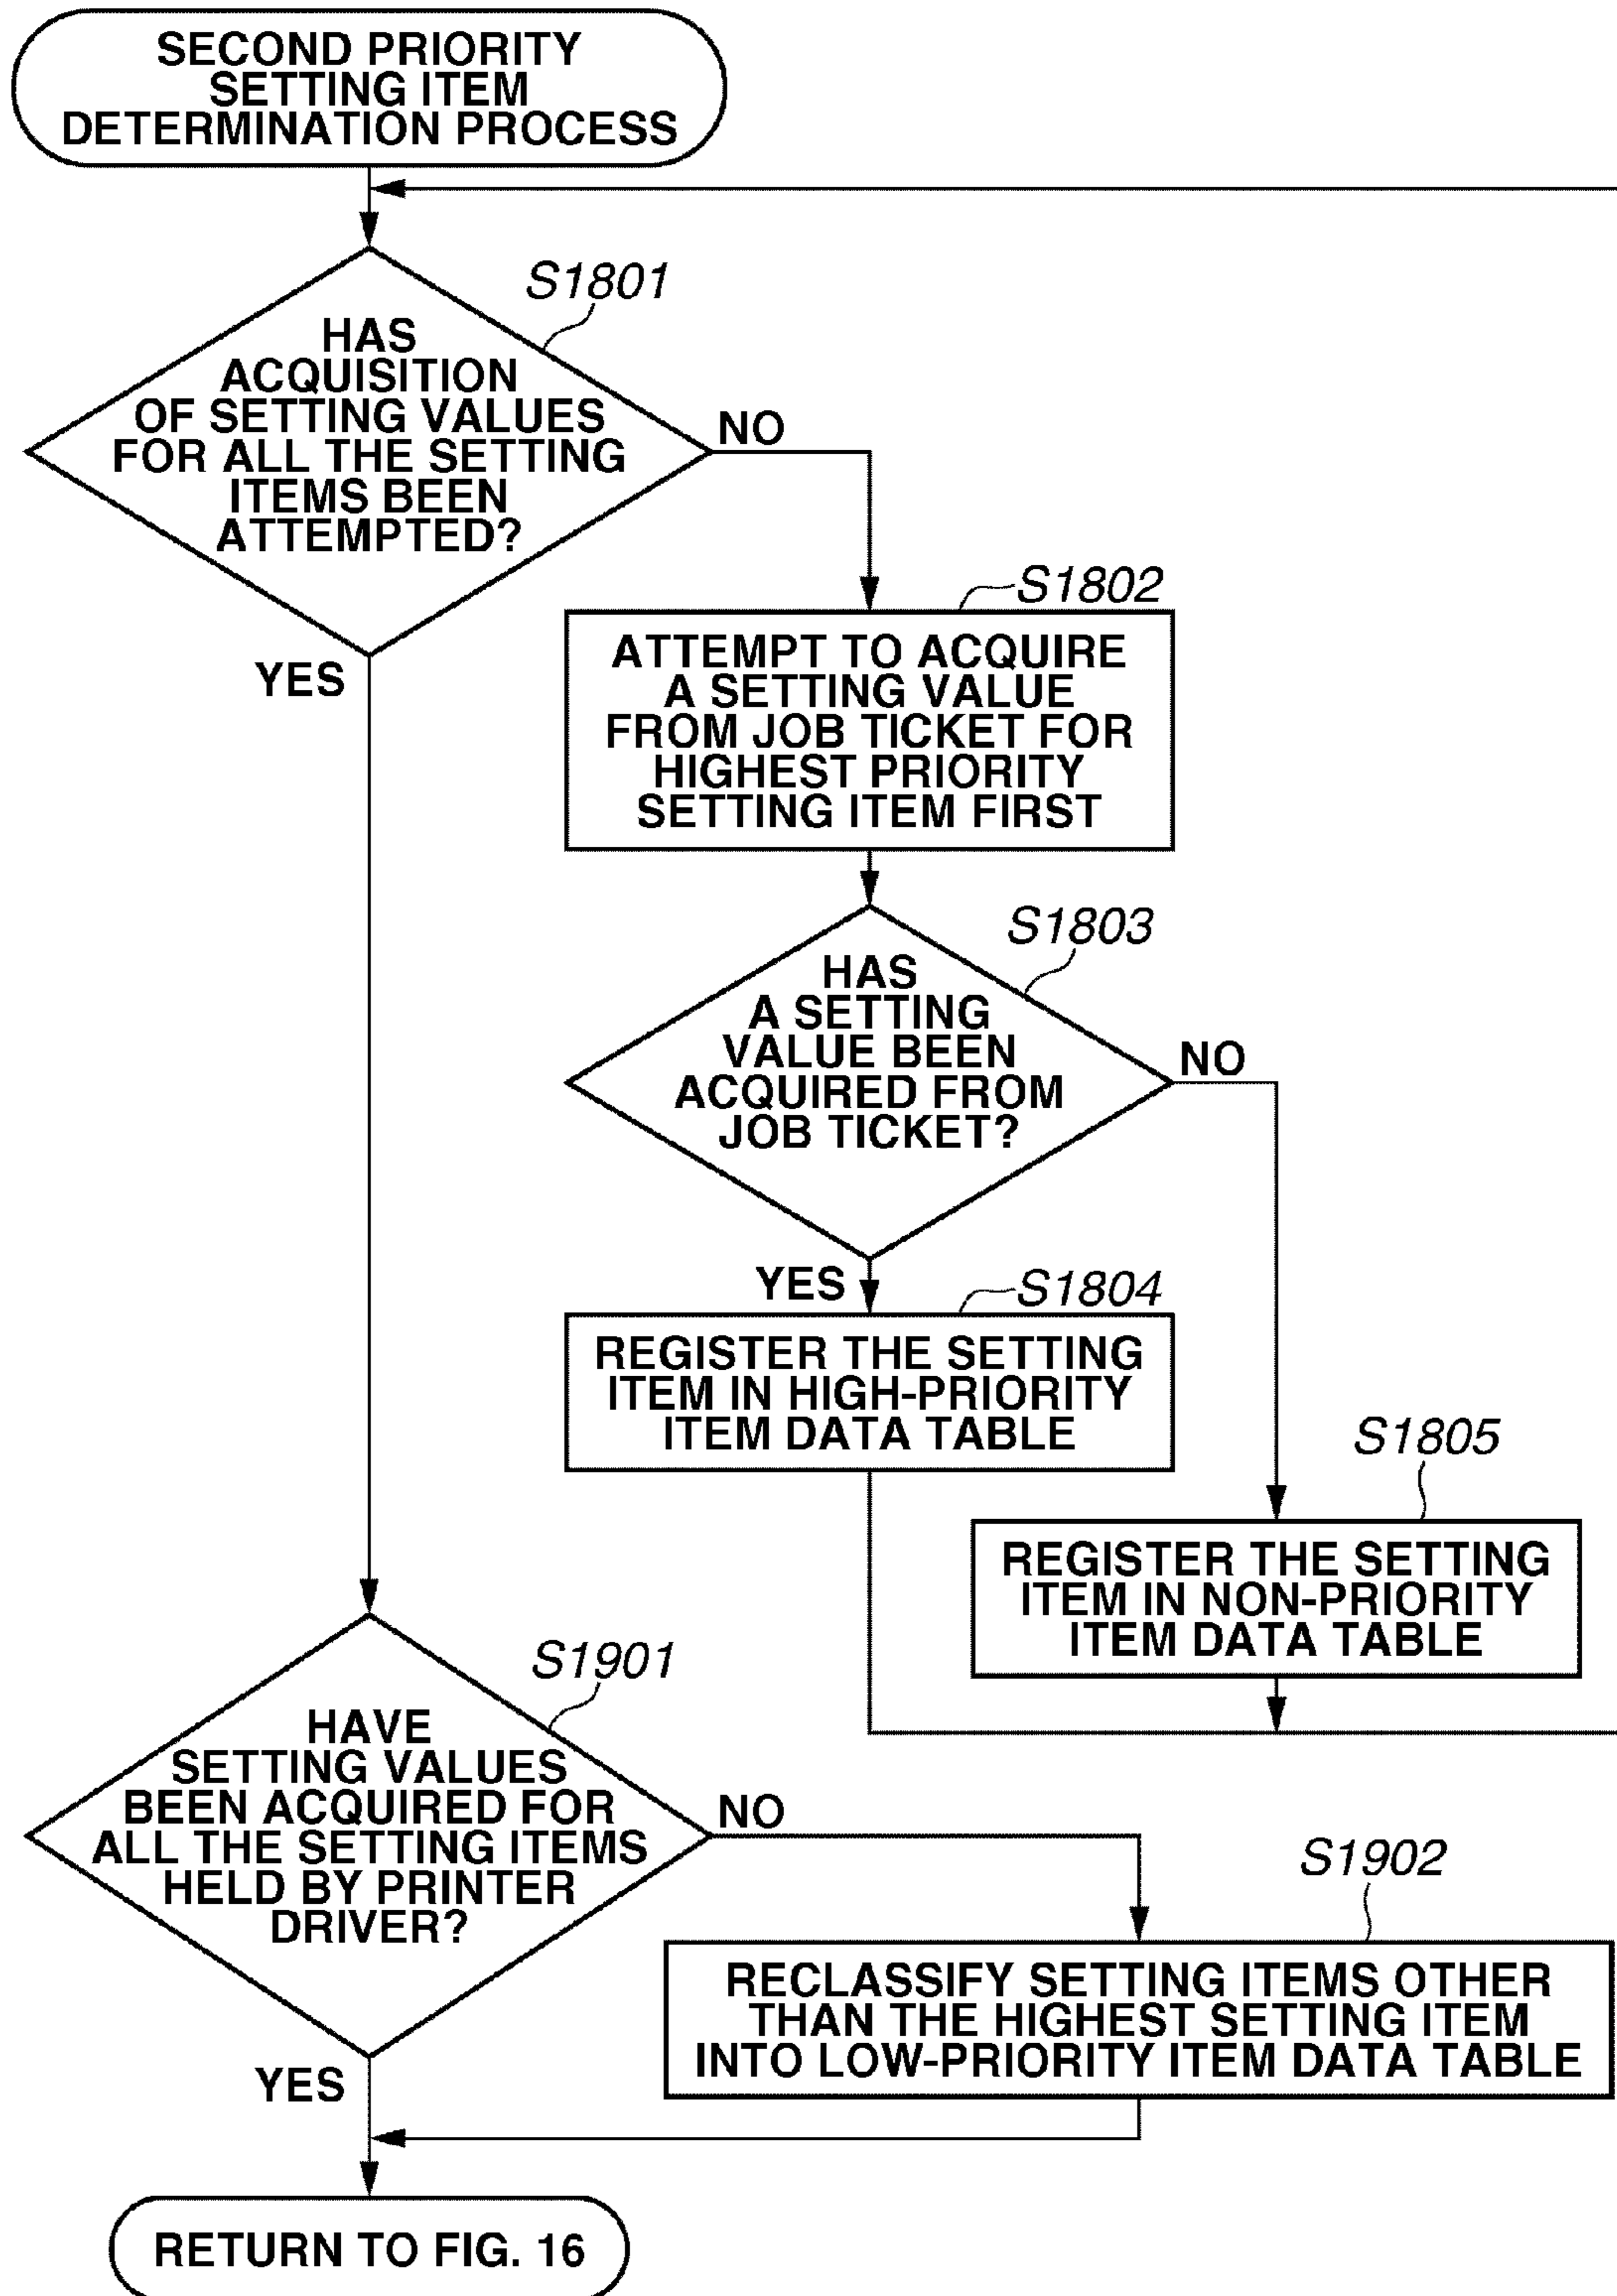 SECOND PRIORITY
SETTING ITEM
DETERMINATION PROCESS
S1801
HAS
ACQUISITION
OF SETTING VALUES
FOR ALL THE SETTING
ITEMS BEEN
ATTEMPTED?
NO
YES
S1802
ATTEMPT TO ACQUIRE
A SETTING VALUE
FROM JOB TICKET FOR
HIGHEST PRIORITY
SETTING ITEM FIRST
S1803
HAS
A SETTING
VALUE BEEN
ACQUIRED FROM
JOB TICKET?
NO
YES
S1804
REGISTER THE SETTING
ITEM IN HIGH-PRIORITY
ITEM DATA TABLE
S1805
REGISTER THE SETTING
ITEM IN NON-PRIORITY
ITEM DATA TABLE
S1901
HAVE
SETTING VALUES
BEEN ACQUIRED FOR
ALL THE SETTING ITEMS
HELD BY PRINTER
DRIVER?
NO
YES
S1902
RECLASSIFY SETTING ITEMS OTHER
THAN THE HIGHEST SETTING ITEM
INTO LOW-PRIORITY ITEM DATA TABLE
RETURN TO FIG. 16